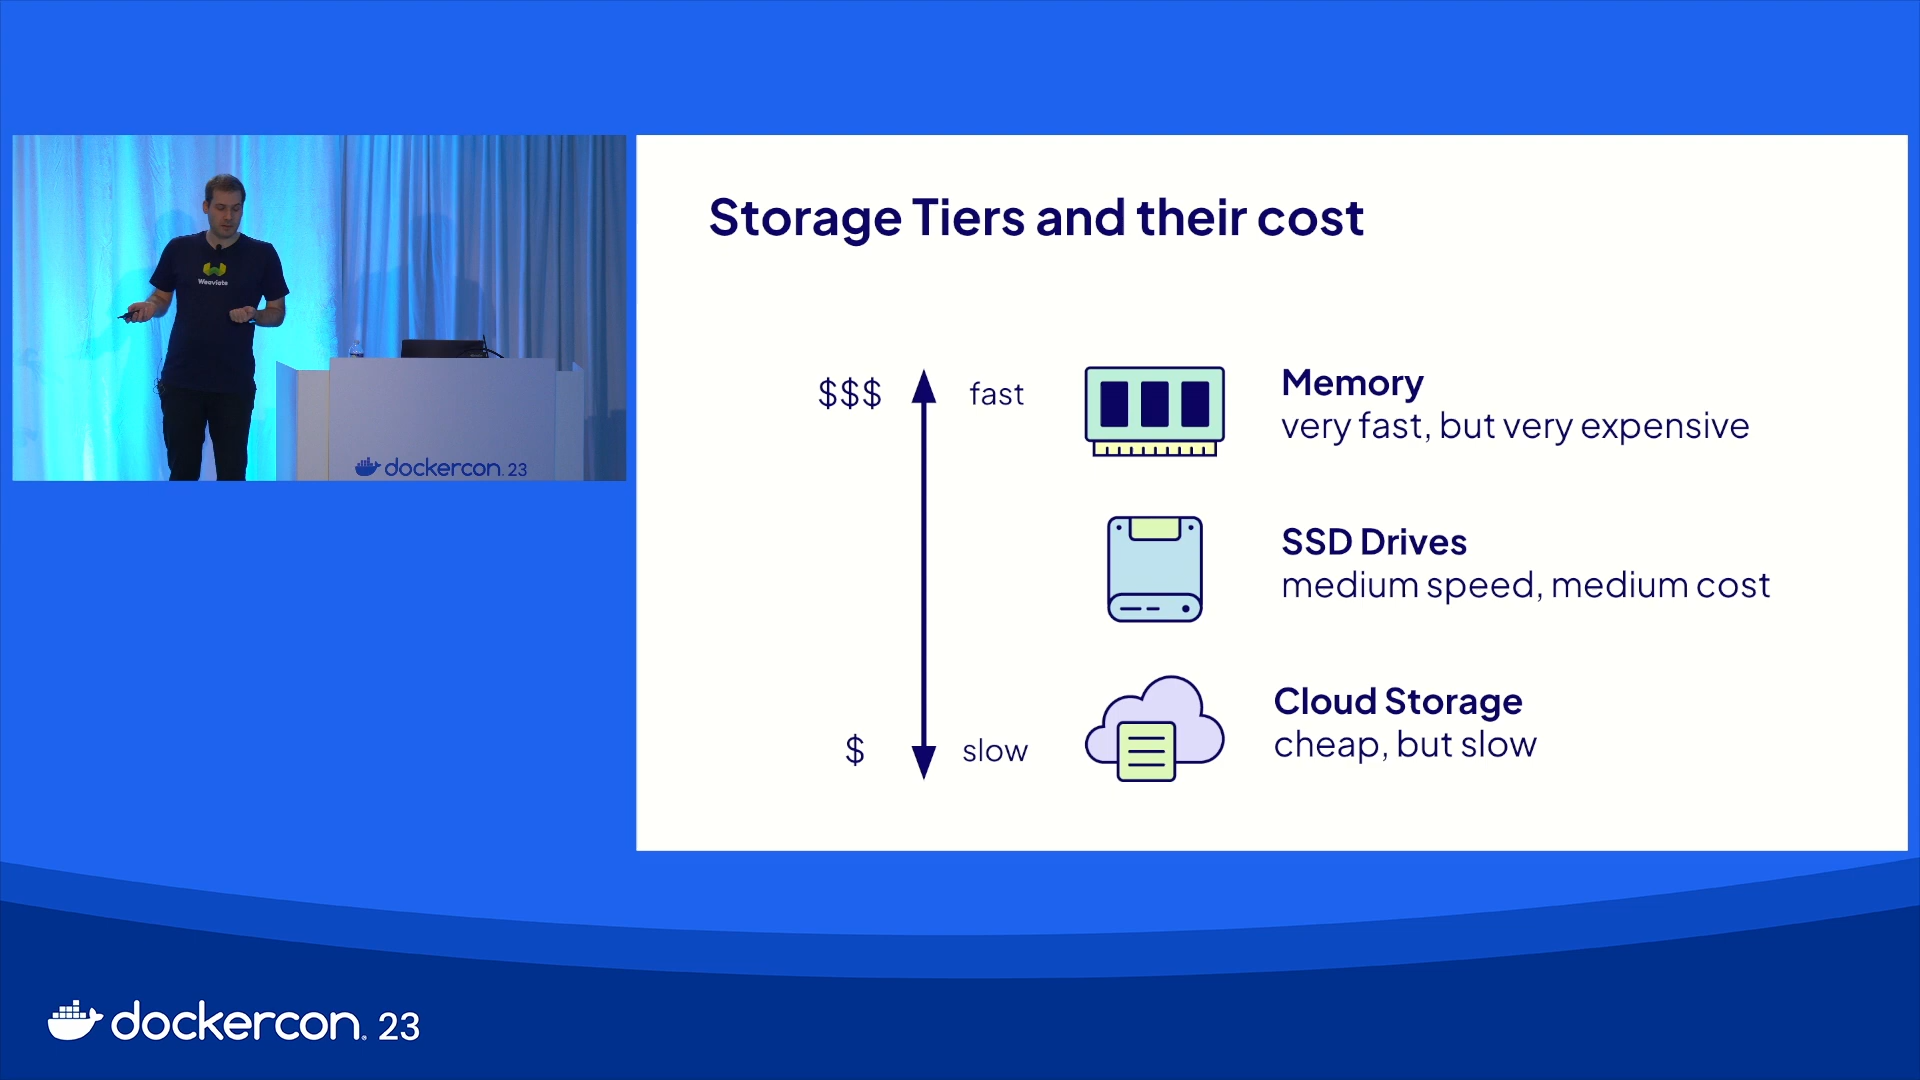 Weaviate
dockercon. 23
Storage Tiers and their cost
$$$
fast
Memory
very fast, but very expensive
SSD Drives
medium speed, medium cost
$
slow
Cloud Storage
cheap, but slow
dockercon. 23